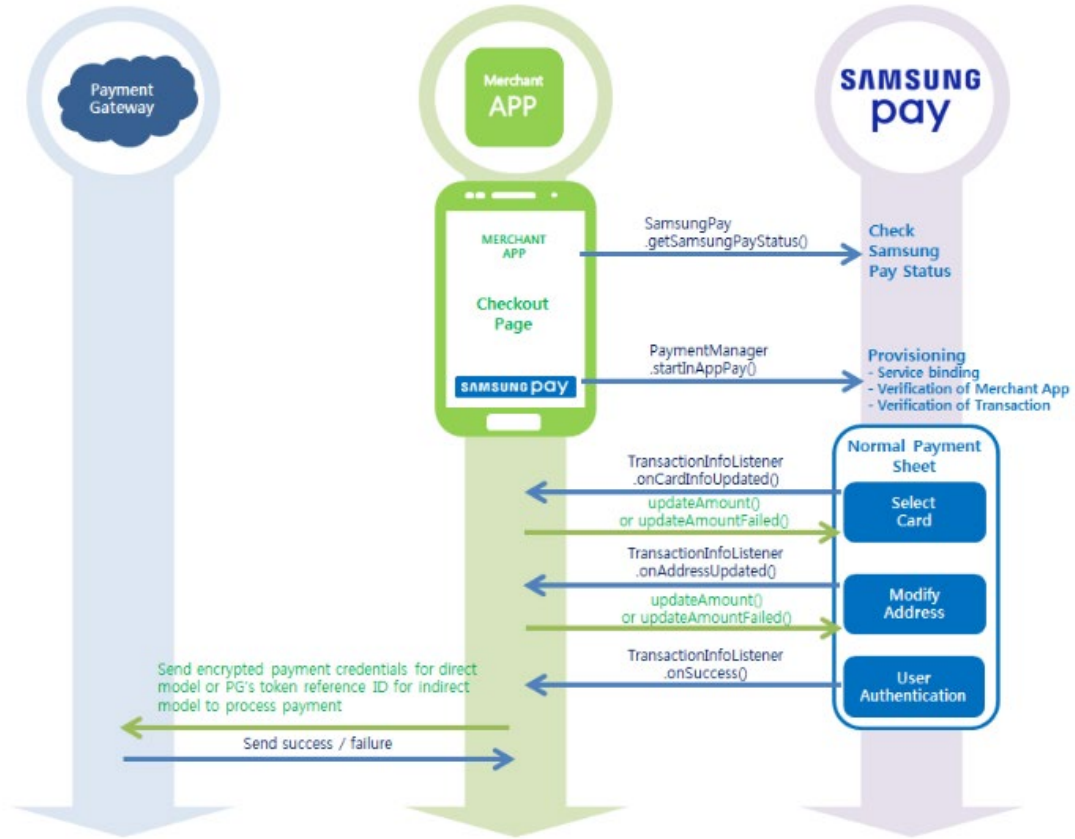 Payment
Gateway
Merchant
APP
SAMSUNG
pay
MERCHANT
APP
Checkout
Page
SAMSUNG pay
SamsungPay
.getSamsungPayStatus()
Check
Samsung
Pay Status
PaymentManager
.startInAppPay()
Provisioning
- Service binding
- Verification of Merchant App
- Verification of Transaction
Normal Payment
Sheet
TransactionInfoListener
.onCardInfoUpdated()
Select
Card
updateAmount()
or updateAmountFailed()
TransactionInfoListener
.onAddressUpdated()
Modify
Address
updateAmount()
or updateAmountFailed()
TransactionInfoListener
.onSuccess()
User
Authentication
Send encrypted payment credentials for direct
model or PG's token reference ID for indirect
model to process payment
Send success / failure